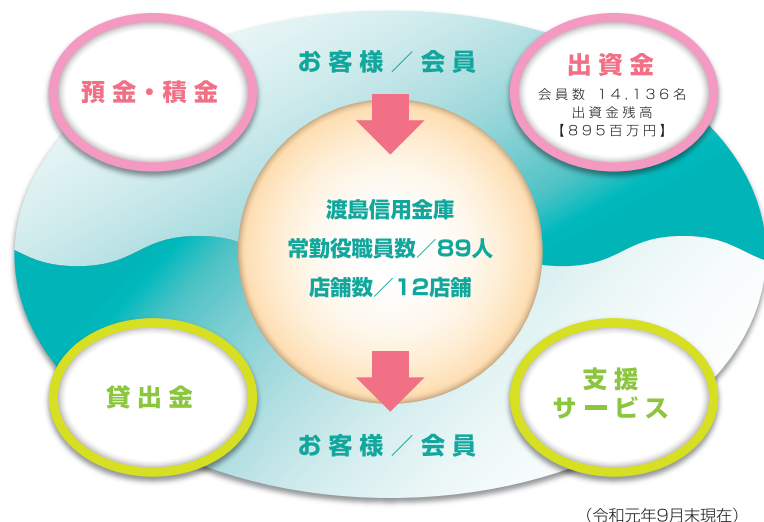 お客様／会員
預金・積金
出資金
会員数 14,136名
出資金残高
【895百万円】
渡島信用金庫
常勤役職員数／89人
店舗数／12店舗
貸出金
支援
サービス
お客様／会員
（令和元年9月末現在）